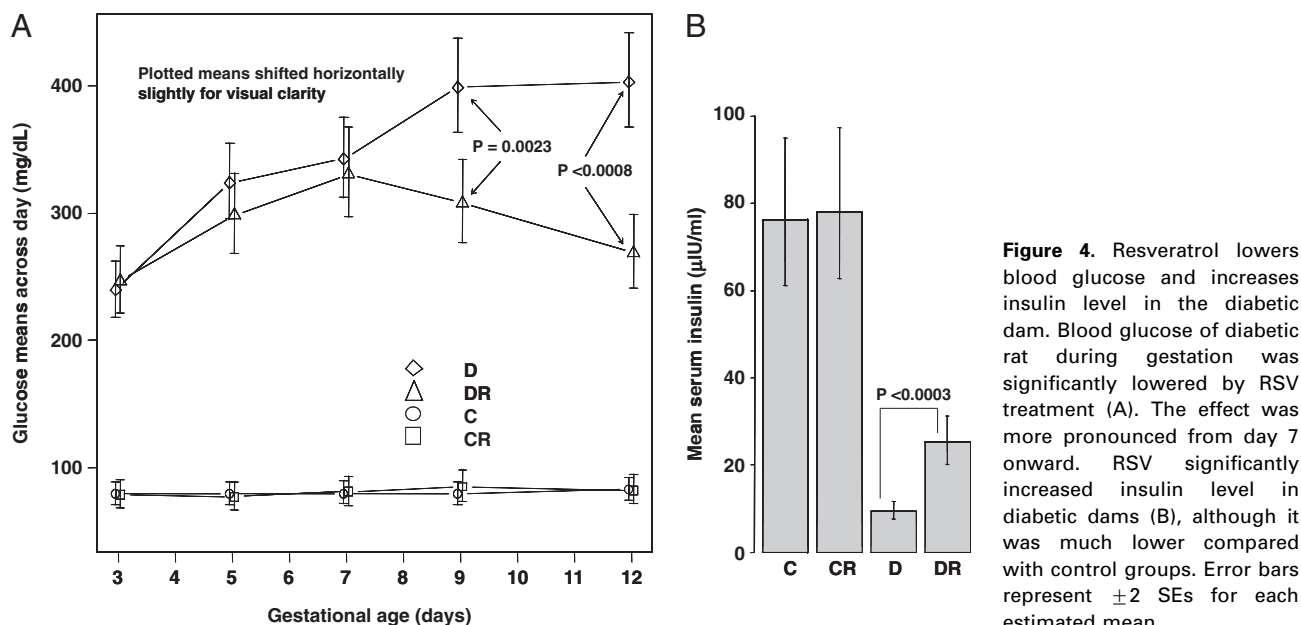 A
Plotted means shifted horizontally
slightly for visual clarity
Glucose means across day (mg/dL)
400
300
200
100
P = 0.0023
P <0.0008
D
DR
C
CR
3 4 5 6 7 8 9 10 11 12
Gestational age (days)
B
Mean serum insulin (µIU/ml)
100
80
60
40
20
0
P <0.0003
C CR D DR
Figure 4. Resveratrol lowers
blood glucose and increases
insulin level in the diabetic
dam. Blood glucose of diabetic
rat during gestation was
significantly lowered by RSV
treatment (A). The effect was
more pronounced from day 7
onward. RSV significantly
increased insulin level in
diabetic dams (B), although it
was much lower compared
with control groups. Error bars
represent ±2 SEs for each
estimated mean